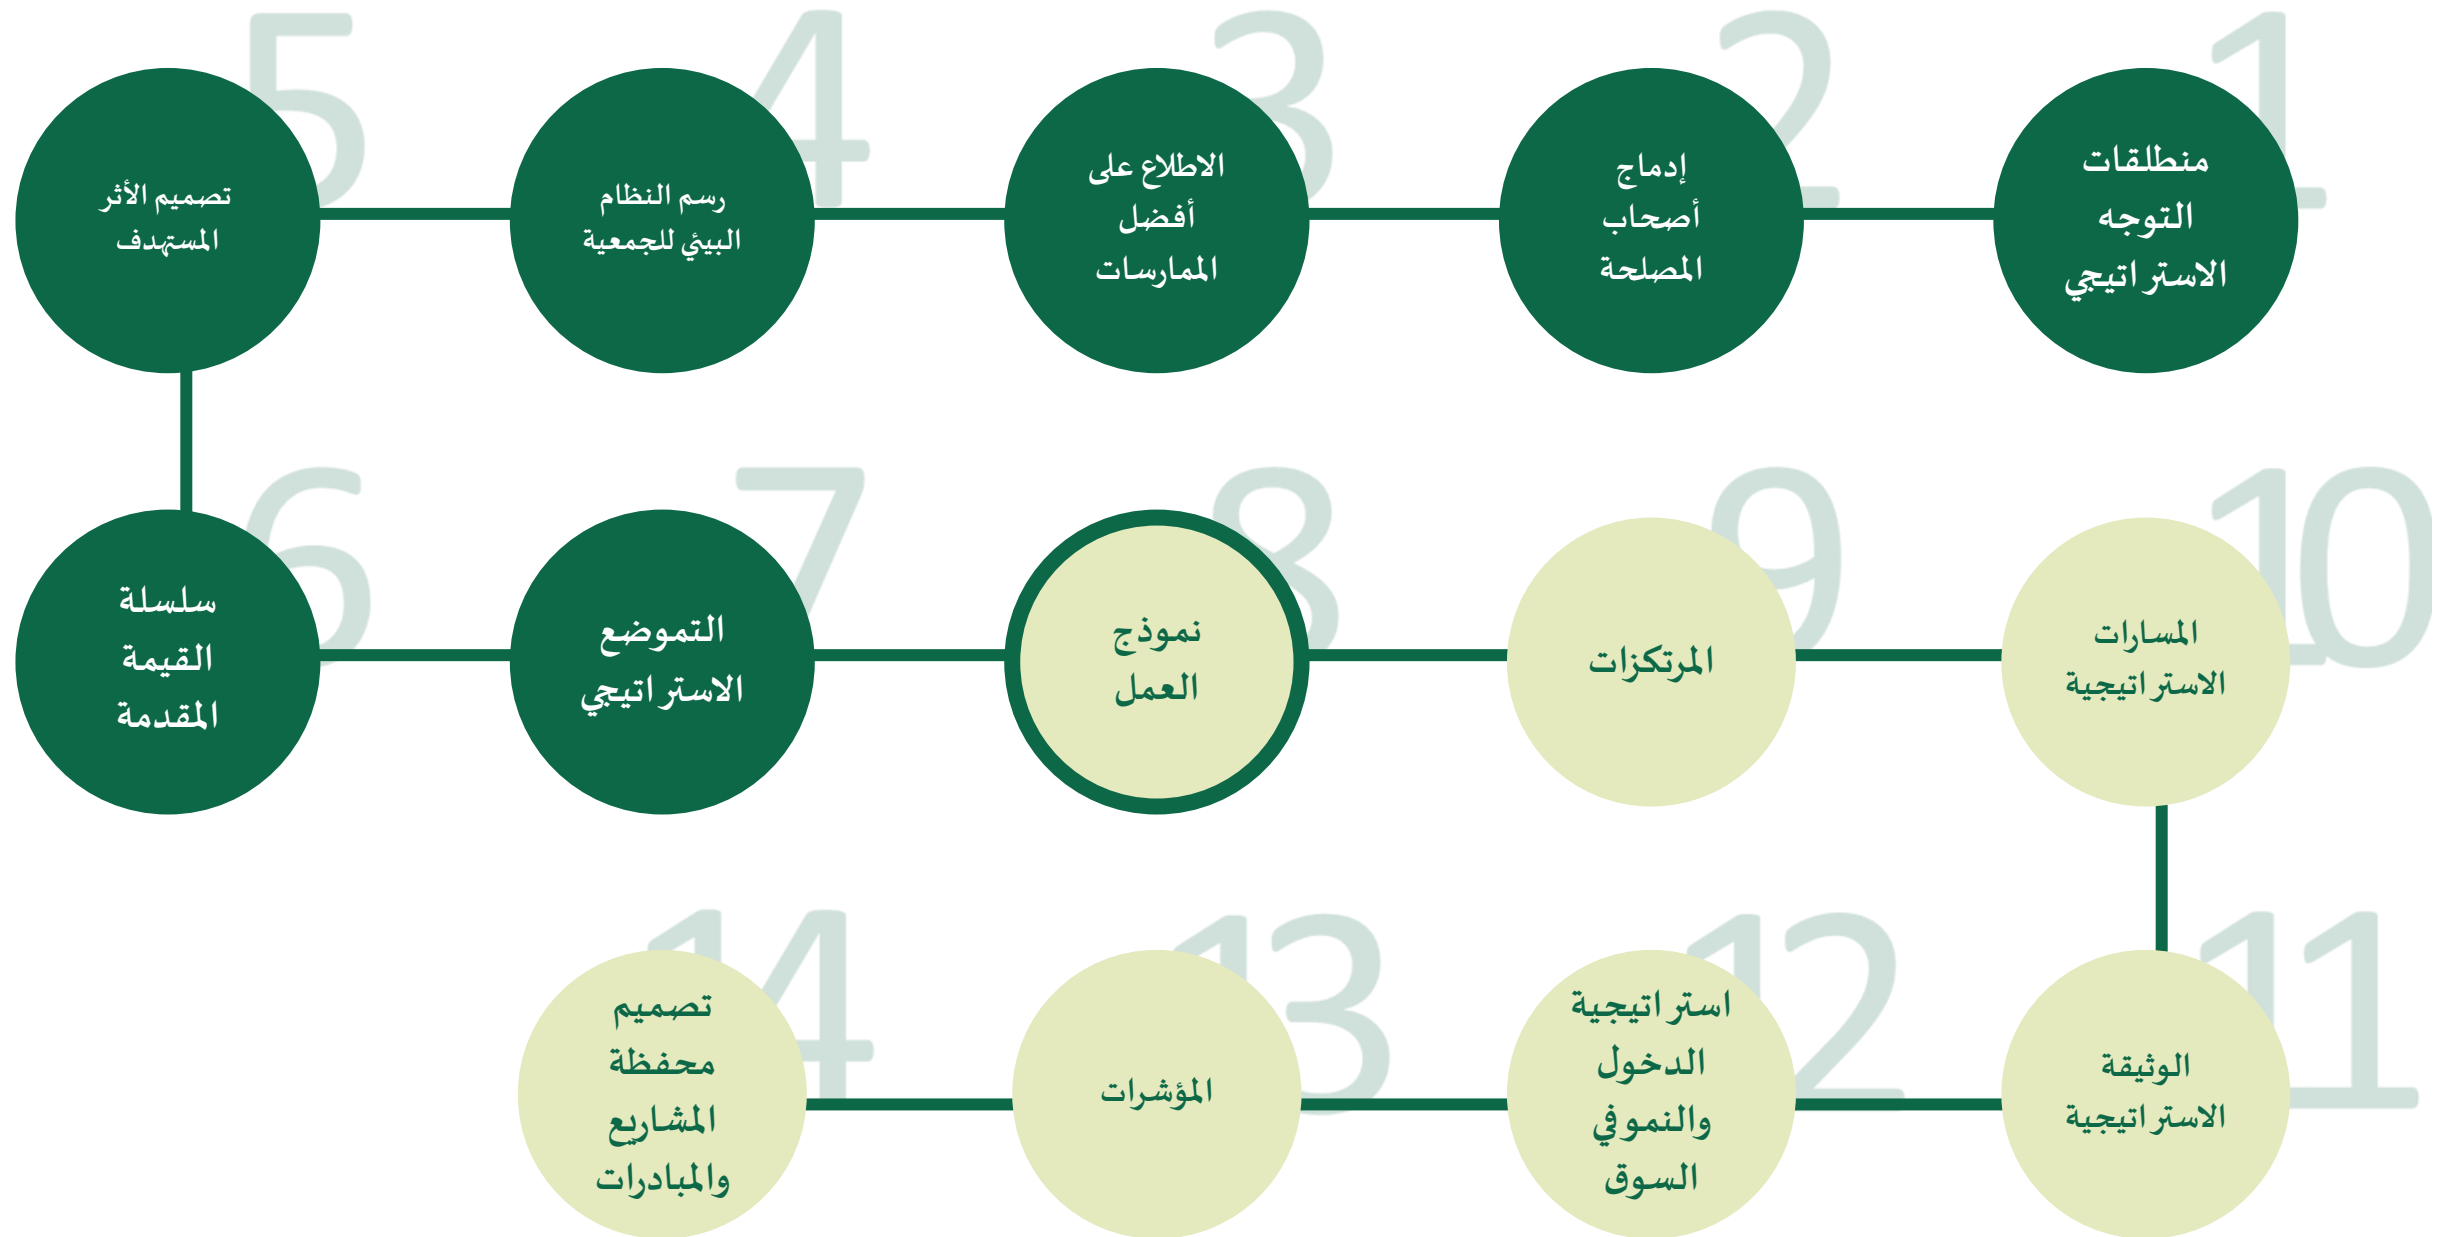 1
منطلقات
التوجه
الاستراتيجي
2
إدماج
أصحاب
المصلحة
3
الاطلاع على
أفضل
الممارسات
4
رسم النظام
البيئي للجمعية
5
تصميم الأثر
المستهدف
6
سلسلة
القيمة
المقدمة
7
التموضع
الاستراتيجي
8
نموذج
العمل
9
المرتكزات
10
المسارات
الاستراتيجية
11
الوثيقة
الاستراتيجية
12
استراتيجية
الدخول
والنمو في
السوق
13
المؤشرات
14
تصميم
محفظة
المشاريع
والمبادرات